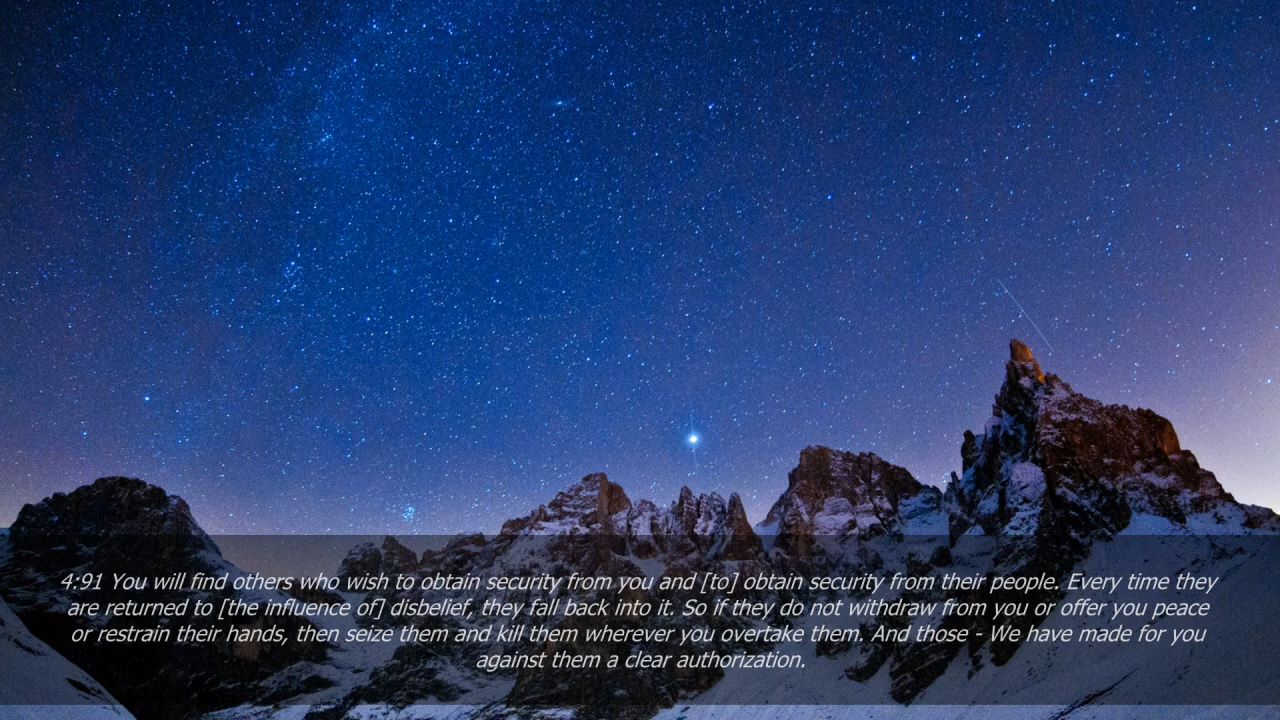 4:91 You will find others who wish to obtain security from you and [to] obtain security from their people. Every time they
are returned to [the influence of] disbelief, they fall back into it. So if they do not withdraw from you or offer you peace
or restrain their hands, then seize them and kill them wherever you overtake them. And those - We have made for you
against them a clear authorization.